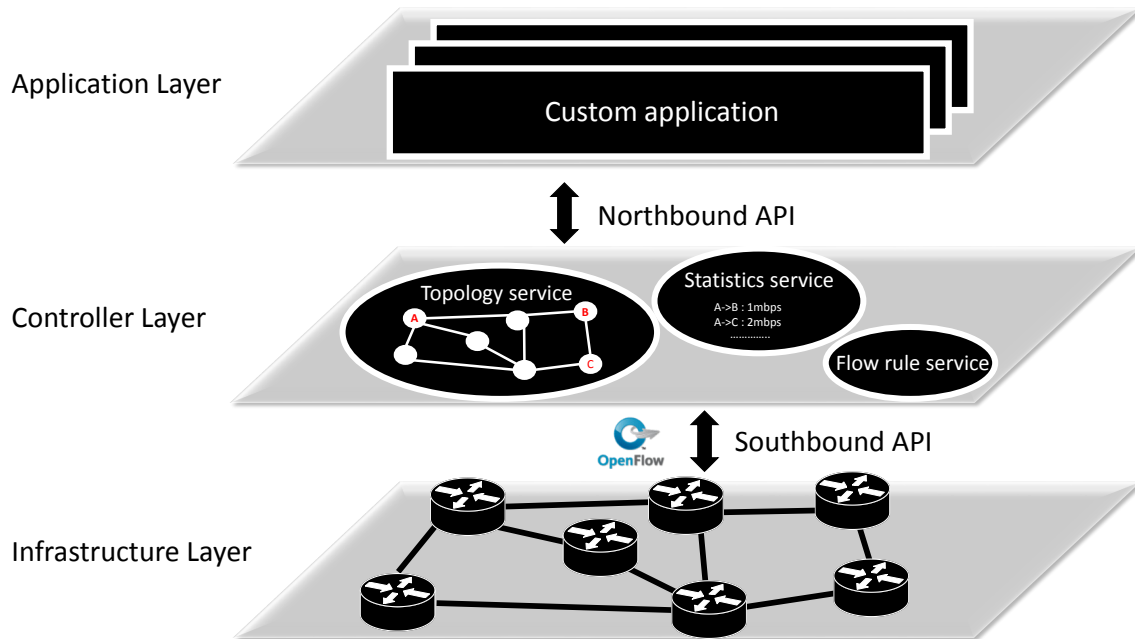 Application Layer
Custom application
Northbound API
Controller Layer
Topology service
A
B
C
Statistics service
A->B : 1mbps
A->C : 2mbps
..............
Flow rule service
OpenFlow
Southbound API
Infrastructure Layer